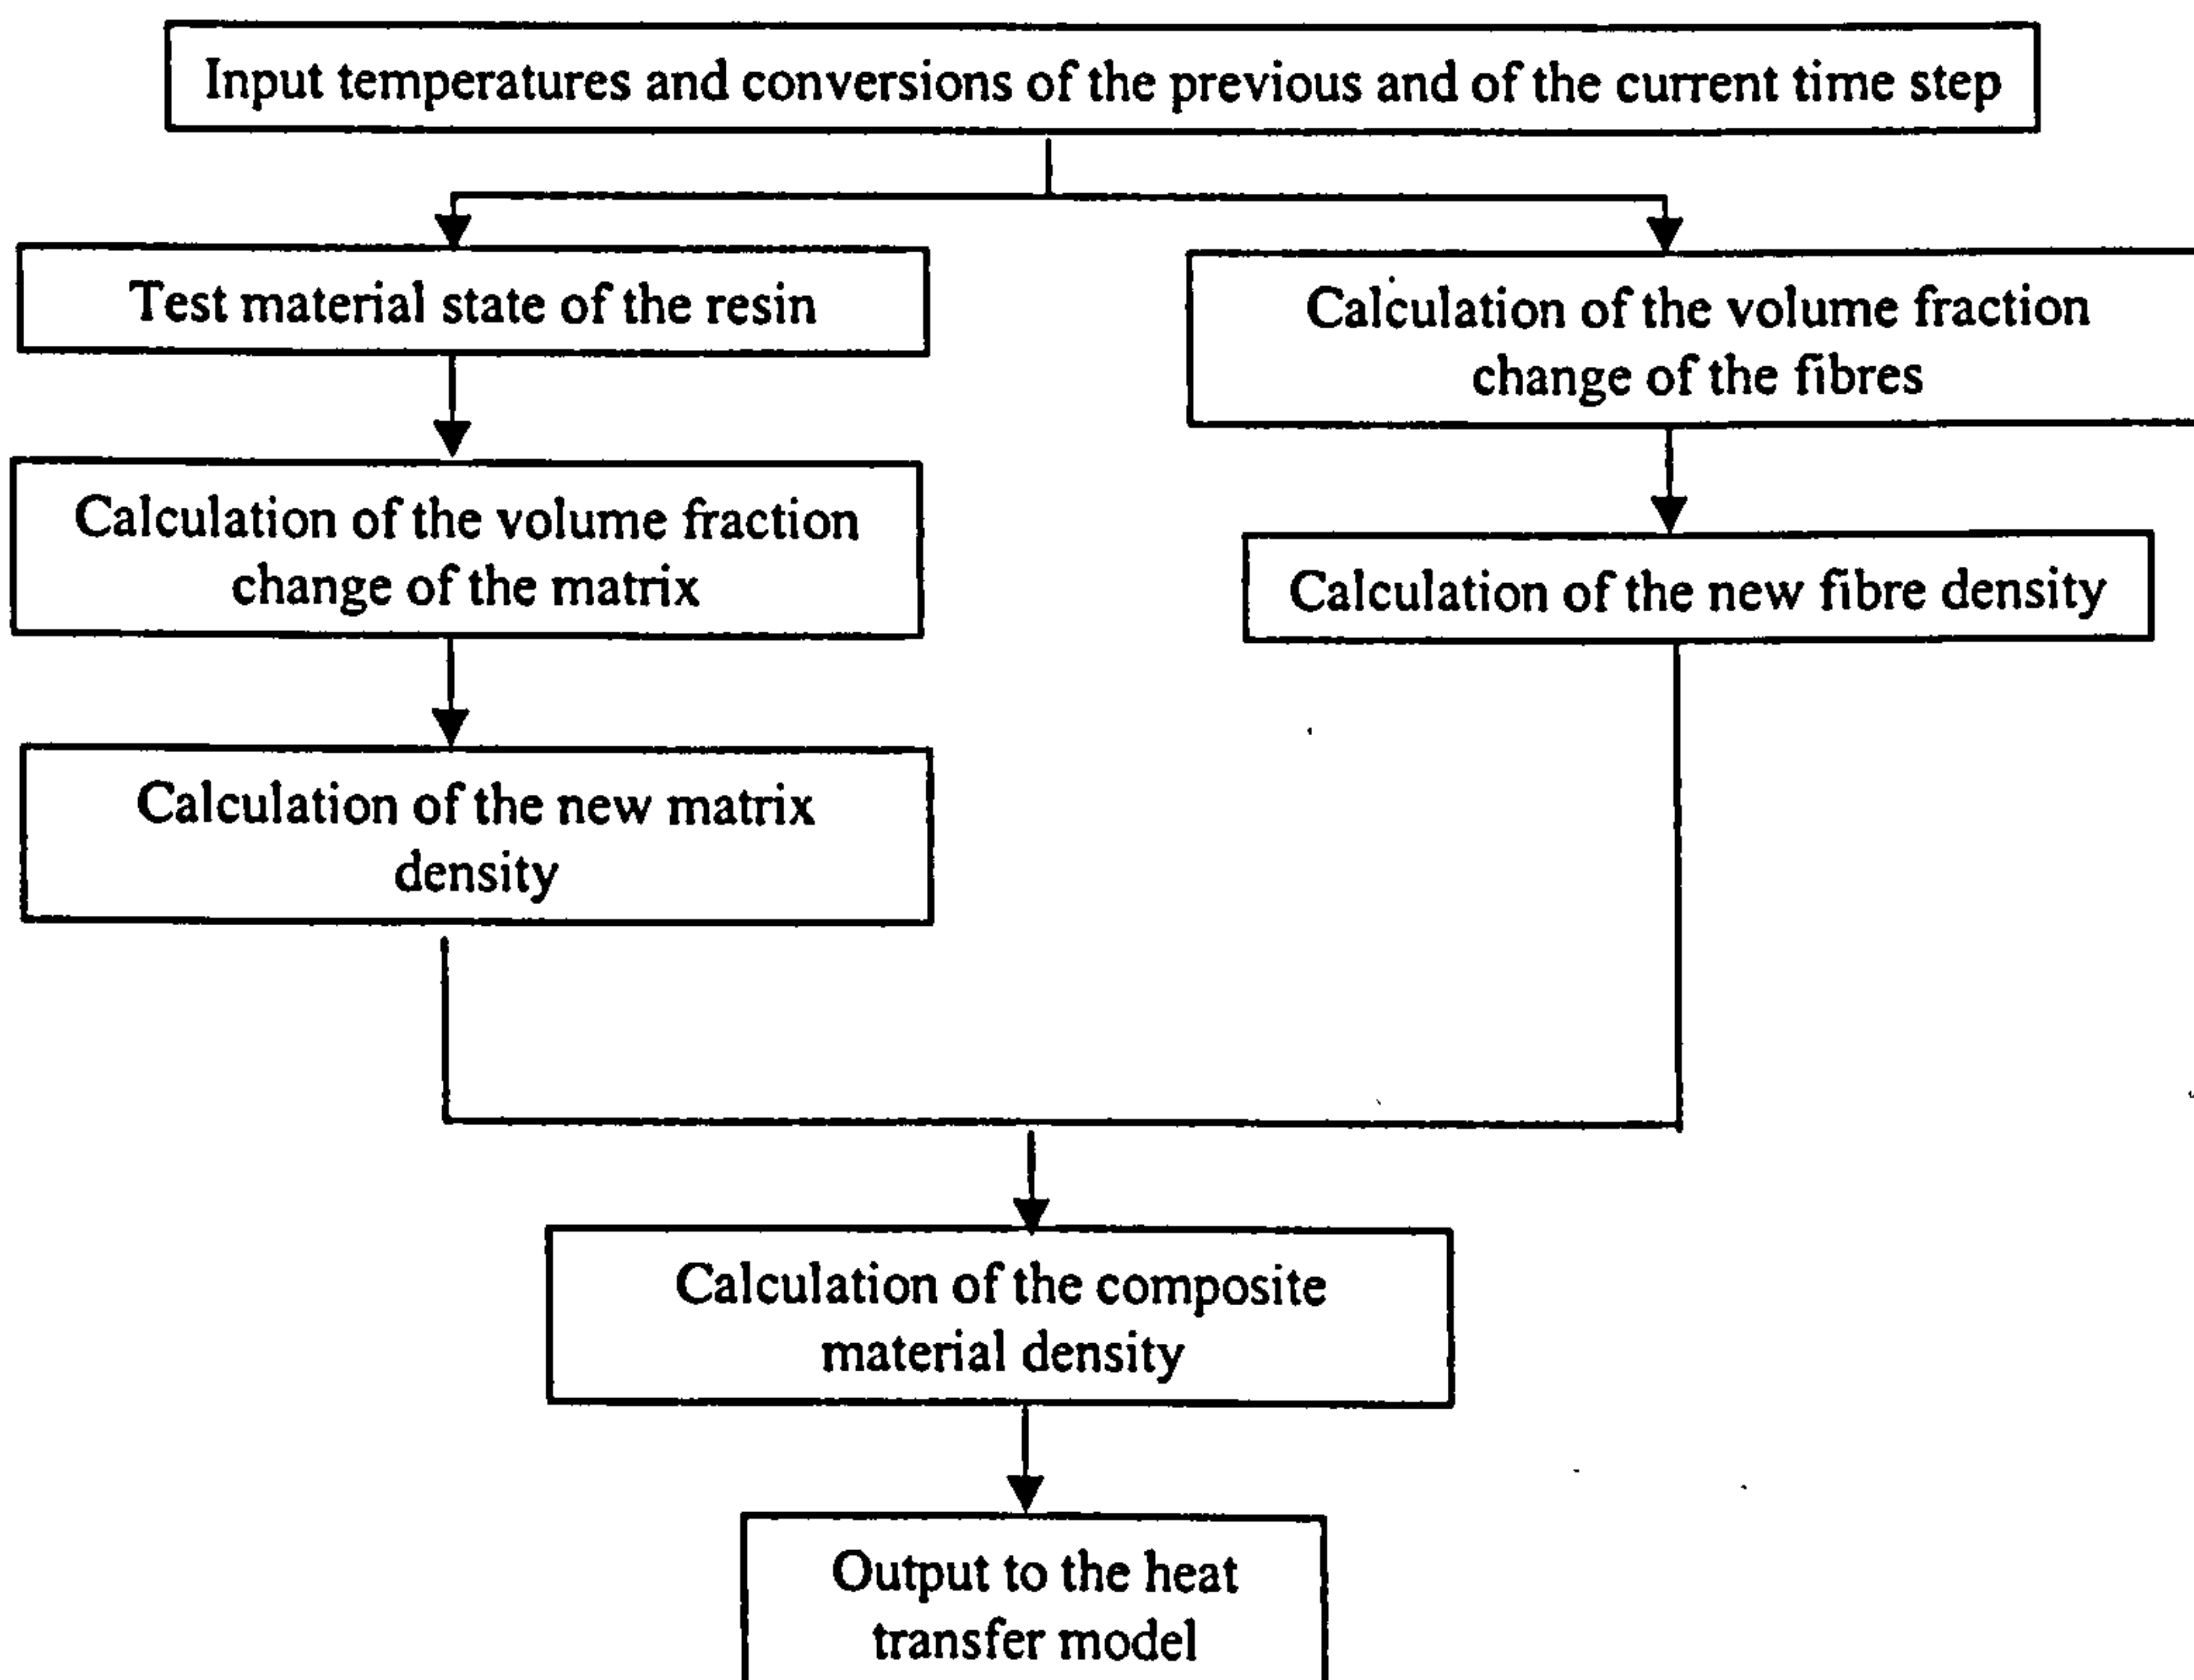 Input temperatures and conversions of the previous and of the current time step
Test material state of the resin
Calculation of the volume fraction
change of the matrix
Calculation of the new matrix
density
Calculation of the volume fraction
change of the fibres
Calculation of the new fibre density
Calculation of the composite
material density
Output to the heat
transfer model